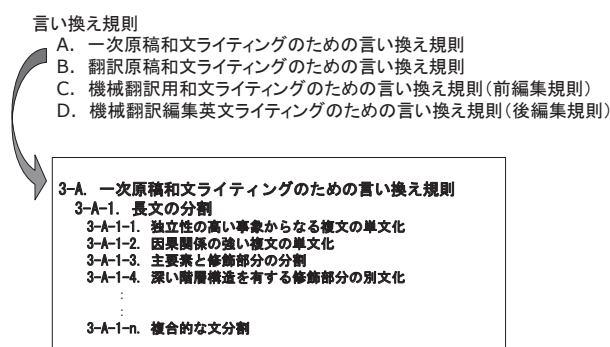 言い換え規則
A. 一次原稿和文ライティングのための言い換え規則
B. 翻訳原稿和文ライティングのための言い換え規則
C. 機械翻訳用和文ライティングのための言い換え規則(前編集規則)
D. 機械翻訳編集英文ライティングのための言い換え規則(後編集規則)
3-A. 一次原稿和文ライティングのための言い換え規則
3-A-1. 長文の分割
3-A-1-1. 独立性の高い事象からなる複文の単文化
3-A-1-2. 因果関係の強い複文の単文化
3-A-1-3. 主要素と修飾部分の分割
3-A-1-4. 深い階層構造を有する修飾部分の別文化
:
:
3-A-1-n. 複合的な文分割